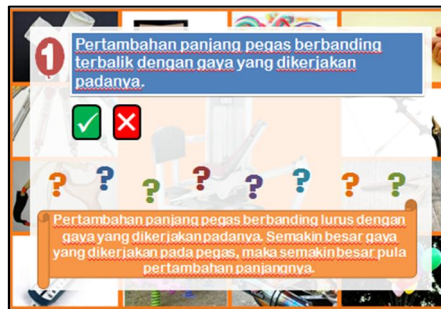 1
Pertambahan panjang pegas berbanding
terbalik dengan gaya yang dikerjakan
padanya.
? ? ? ? ? ? ? ?
Pertambahan panjang pegas berbanding lurus dengan
gaya yang dikerjakan padanya. Semakin besar gaya
yang dikerjakan pada pegas, maka semakin besar pula
pertambahan panjangnya.